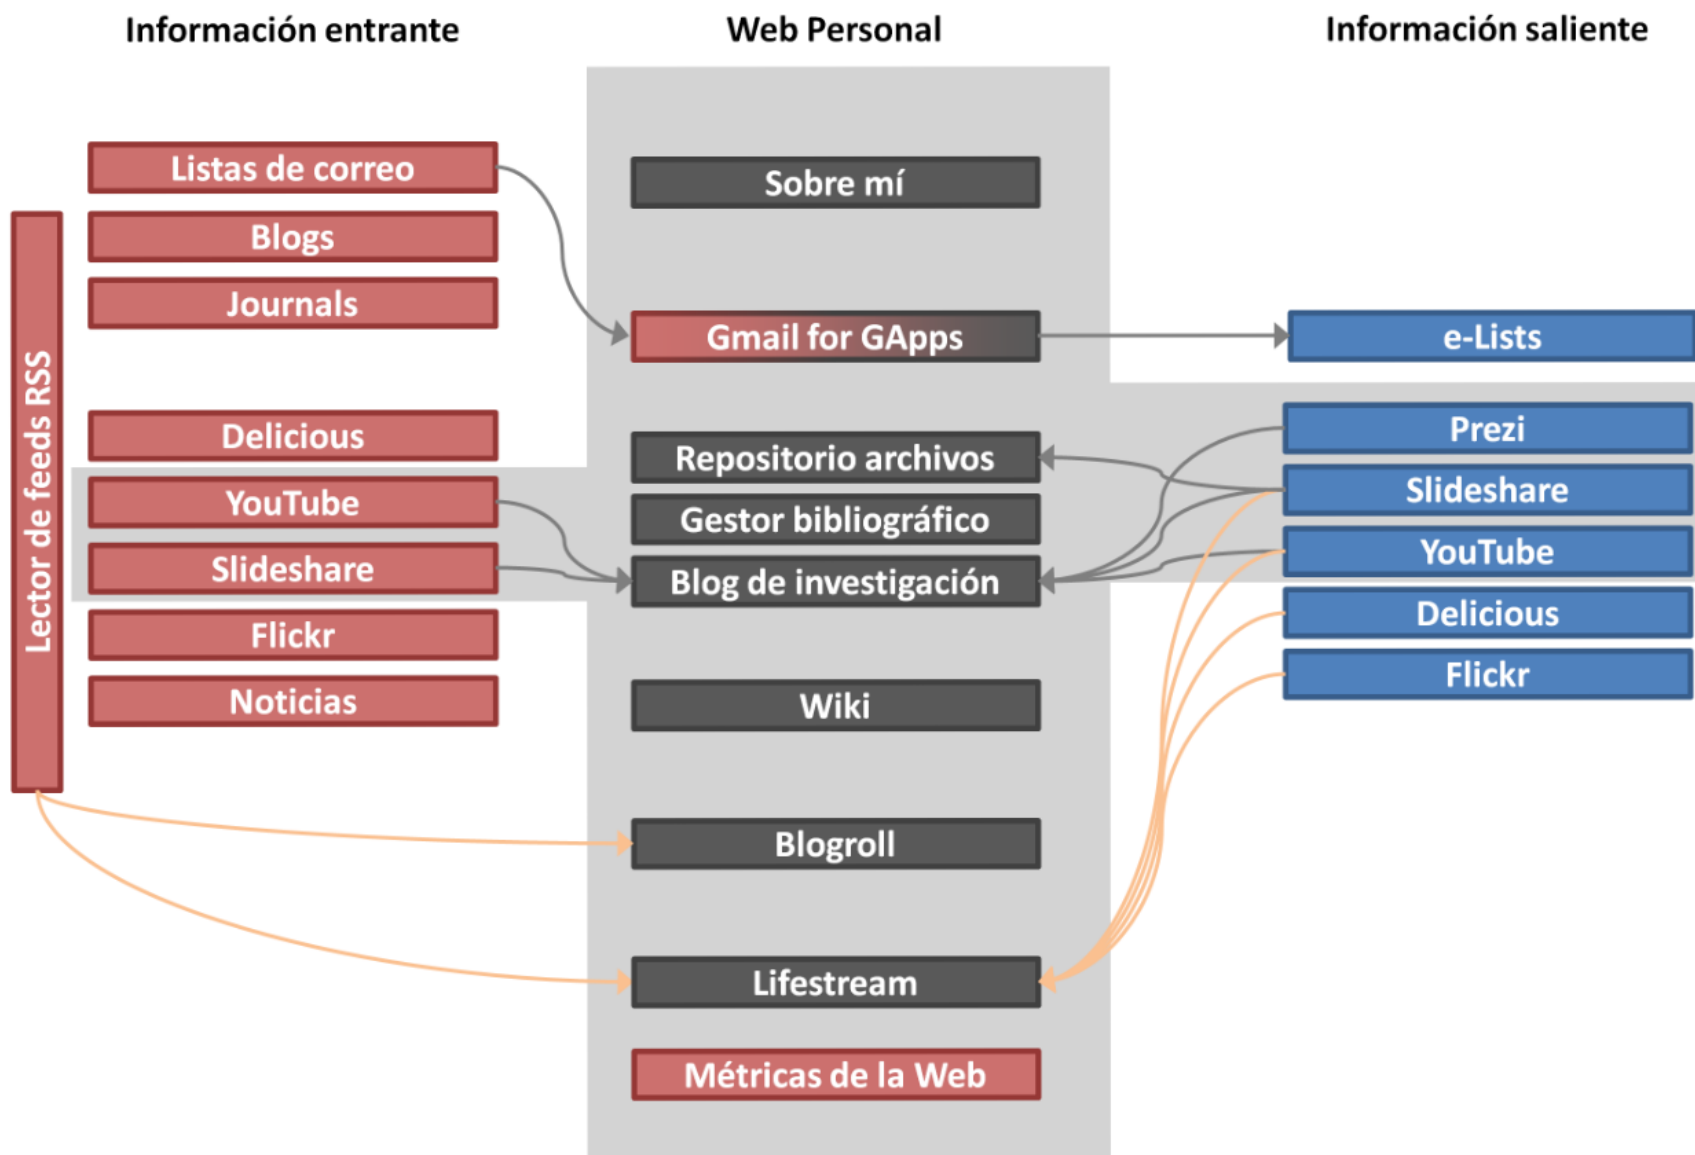 Información entrante
Web Personal
Información saliente
Lector de feeds RSS
Listas de correo
Blogs
Journals
Delicious
YouTube
Slideshare
Flickr
Noticias
Sobre mí
Gmail for GApps
Repositorio archivos
Gestor bibliográfico
Blog de investigación
Wiki
Blogroll
Lifestream
Métricas de la Web
e-Lists
Prezi
Slideshare
YouTube
Delicious
Flickr